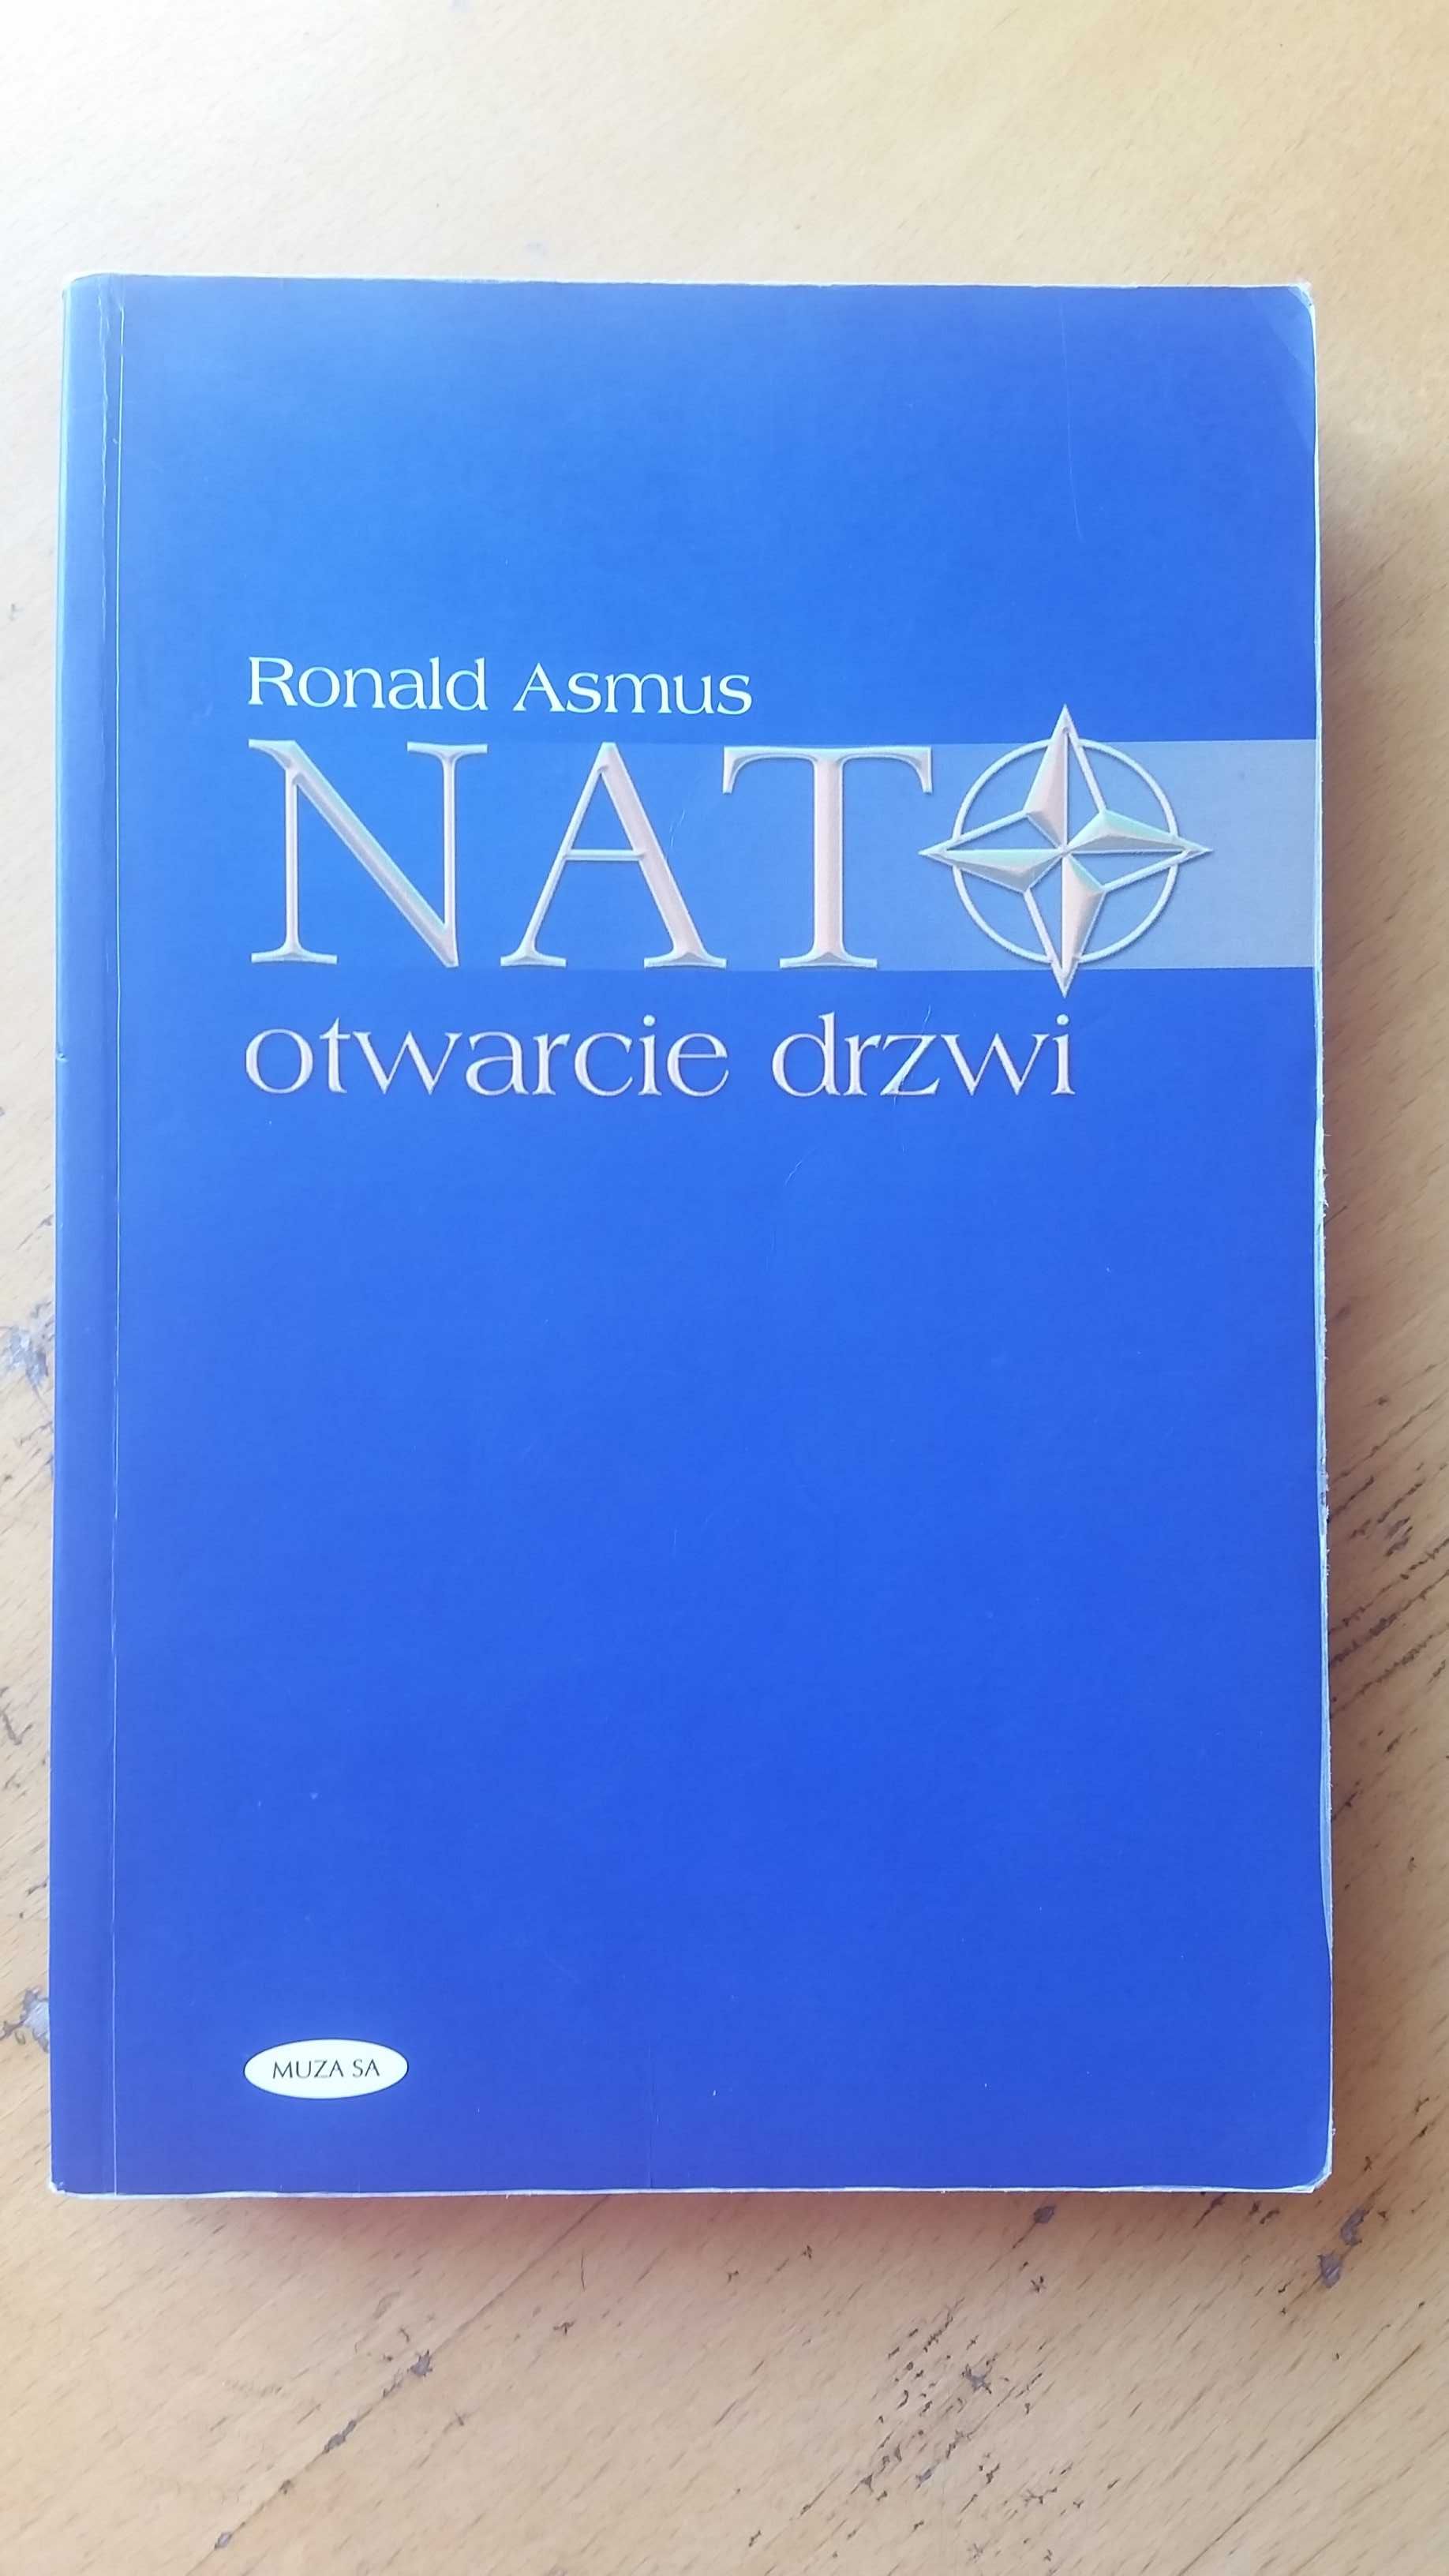 Ronald Asmus
NATO
otwarcie drzwi
MUZA SA